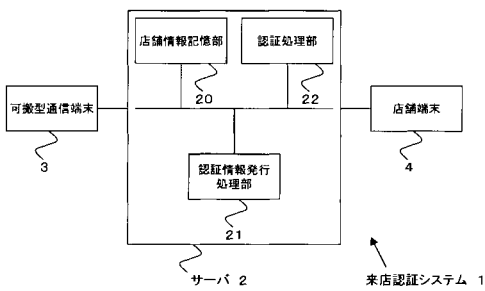 店舗情報記憶部
認証処理部
20
22
可搬型通信端末
店舗端末
3
4
認証情報発行
処理部
21
サーバ 2
来店認証システム 1